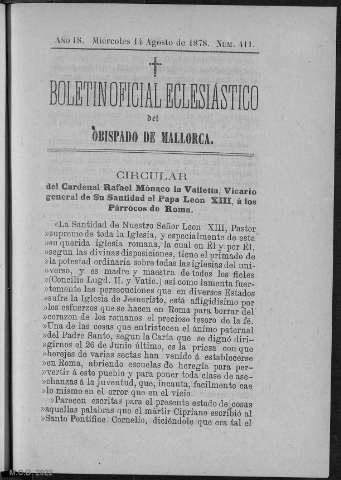 Año 18. Miércoles 14 Agosto de 1878. Num. 411.
BOLETIN OFICIAL ECLESIÁSTICO
del
OBISPADO DE MALLORCA.
CIRCULAR
del Cardenal Rafael Mónaco la Valletta, Vicario
general de Su Santidad el Papa Leon XIII, á los
Párrocos de Roma.
«La Santidad de Nuestro Señor Leon XIII, Pastor
»supremo de toda la Iglesia, y especialmente de esta
»su querida iglesia romana, la cual en Él y por Él,
»segun las divinas disposiciones, tiene el primado de
»la potestad ordinaria sobre todas las iglesias del uni-
»verso, y es madre y maestra de todos los fieles
»(Concilio Lugd. II. y Vatic.) así como lamenta fuer-
»temente las persecuciones que en diversos Estados
»sufre la Iglesia de Jesucristo, está afligidísimo por
»los esfuerzos que se hacen en Roma para borrar del
»corazon de los romanos el precioso tesoro de la fé.
»Una de las cosas que entristecen el ánimo paternal
»del Padre Santo, segun la Carta que se dignó diri-
»girnos el 26 de Junio último, es la prisa con que
»herejes de varias sectas han venido á establecerse
»en Roma, abriendo escuelas de heregía para per-
»vertir á este pueblo y para poner toda clase de ase-
»chanzas á la juventud, que, incauta, facilmente cae
»lo mismo en el error que en el vicio.
»Parecen escritas para el presente estado de cosas
»aquellas palabras que el mártir Cipriano escribió al
»Santo Pontífice Cornelio, diciéndole que era tal el